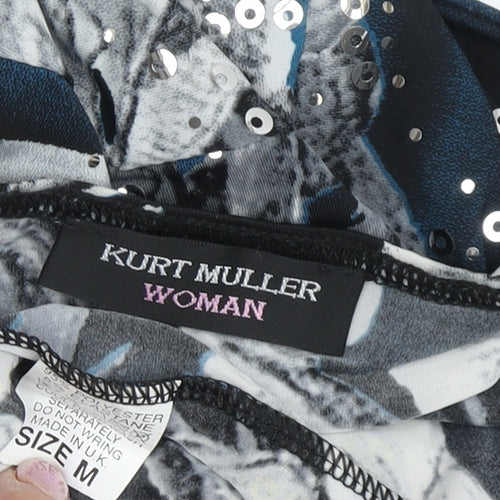 KURT MULLER
WOMAN
SEPARATELY
DO NOT WRING
MADE IN U.K.
SIZE M